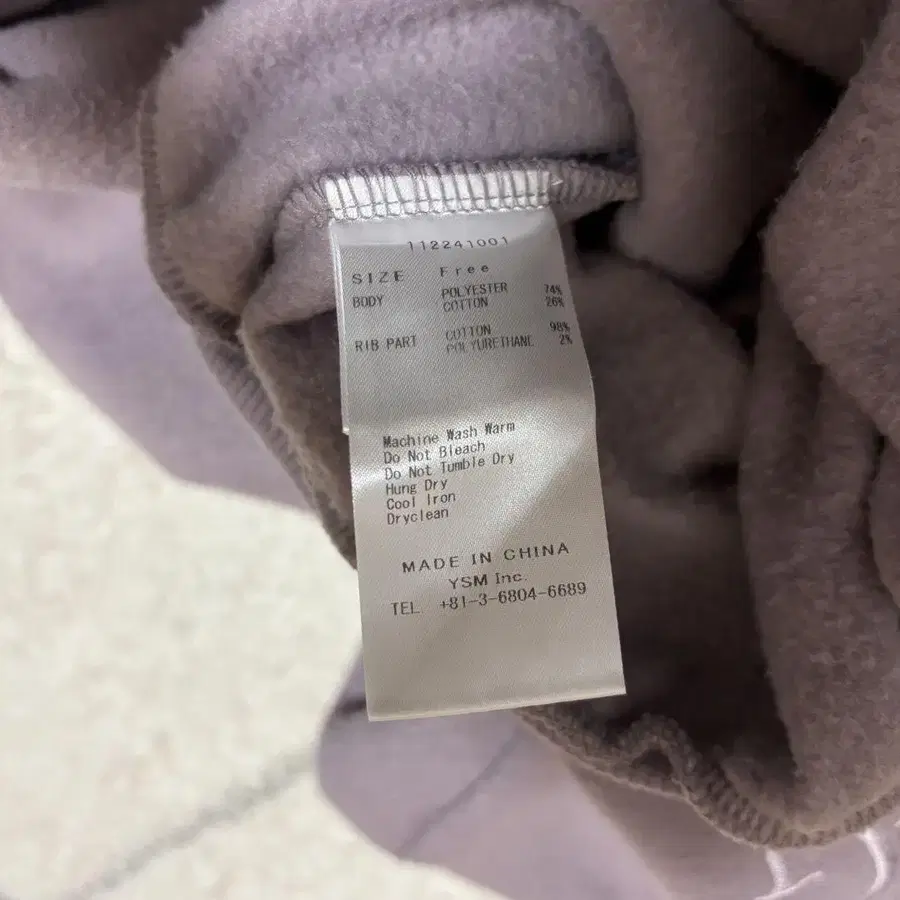 112241001
SIZE Free
BODY POLYESTER 74%
COTTON 26%
RIB PART COTTON 98%
POLYURETHANE 2%
Machine Wash Warm
Do Not Bleach
Do Not Tumble Dry
Hung Dry
Cool Iron
Dryclean
MADE IN CHINA
YSM Inc.
TEL +81-3-6804-6689